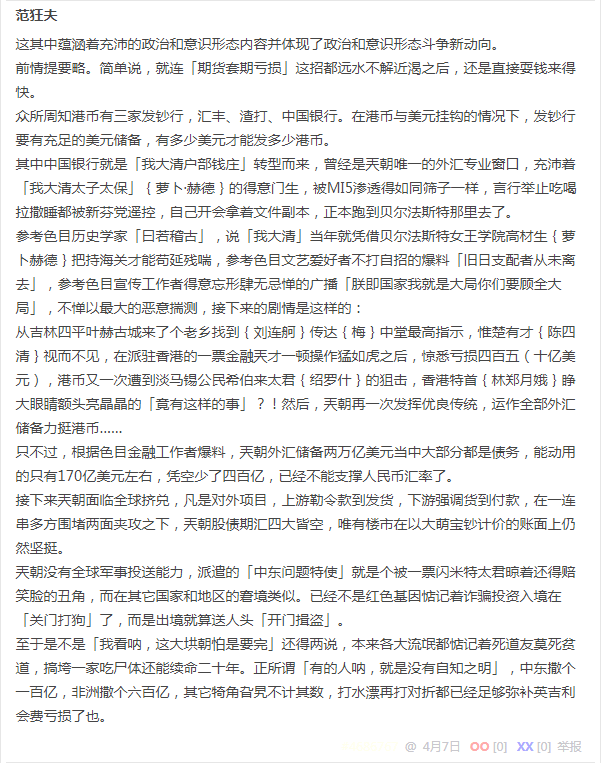 范狂夫
这其中蕴涵着充沛的政治和意识形态内容并体现了政治和意识形态斗争新动向。
前情提要略。简单说，就连「期货套期亏损」这招都远水不解近渴之后，还是直接耍钱来得
快。
众所周知港币有三家发钞行，汇丰、渣打、中国银行。在港币与美元挂钩的情况下，发钞行
要有充足的美元储备，有多少美元才能发多少港币。
其中中国银行就是「我大清户部钱庄」转型而来，曾经是天朝唯一的外汇专业窗口，充沛着
「我大清太子太保」｛萝卜·赫德｝的得意门生，被MI5渗透得如同筛子一样，言行举止吃喝
拉撒睡都被新芬党遥控，自己开会拿着文件副本，正本跑到贝尔法斯特那里去了。
参考色目历史学家「曰若稽古」，说「我大清」当年就凭借贝尔法斯特女王学院高材生｛萝
卜赫德｝把持海关才能苟延残喘，参考色目文艺爱好者不打自招的爆料「旧日支配者从未离
去」，参考色目宣传工作者得意忘形肆无忌惮的广播「朕即国家我就是大局你们要顾全大
局」，不惮以最大的恶意揣测，接下来的剧情是这样的：
从吉林四平叶赫古城来了个老乡找到｛刘连舸｝传达｛梅｝中堂最高指示，惟楚有才｛陈四
清｝视而不见，在派驻香港的一票金融天才一顿操作猛如虎之后，惊悉亏损四百五（十亿美
元），港币又一次遭到淡马锡公民希伯来太君｛绍罗什｝的狙击，香港特首｛林郑月娥｝睁
大眼睛额头亮晶晶的「竟有这样的事」？！然后，天朝再一次发挥优良传统，运作全部外汇
储备力挺港币……
只不过，根据色目金融工作者爆料，天朝外汇储备两万亿美元当中大部分都是债务，能动用
的只有170亿美元左右，凭空少了四百亿，已经不能支撑人民币汇率了。
接下来天朝面临全球挤兑，凡是对外项目，上游勒令款到发货，下游强调货到付款，在一连
串多方围堵两面夹攻之下，天朝股债期汇四大皆空，唯有楼市在以大萌宝钞计价的账面上仍
然坚挺。
天朝没有全球军事投送能力，派遣的「中东问题特使」就是个被一票闪米特太君晾着还得赔
笑脸的丑角，而在其它国家和地区的窘境类似。已经不是红色基因惦记着诈骗投资入境在
「关门打狗」了，而是出境就算送人头「开门揖盗」。
至于是不是「我看呐，这大垬朝怕是要完」还得两说，本来各大流氓都惦记着死道友莫死贫
道，搞垮一家吃尸体还能续命二十年。正所谓「有的人呐，就是没有自知之明」，中东撒个
一百亿，非洲撒个六百亿，其它犄角旮旯不计其数，打水漂再打对折都已经足够弥补英吉利
会费亏损了也。
@ 4月7日 OO [0] XX [0] 举报